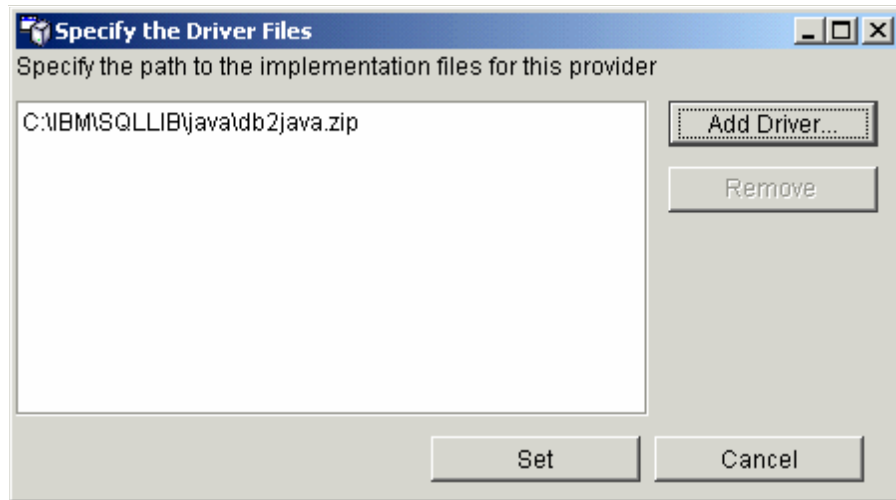 Specify the Driver Files
Specify the path to the implementation files for this provider
C:\IBM\SQLLIB\java\db2java.zip
Add Driver...
Remove
Set
Cancel